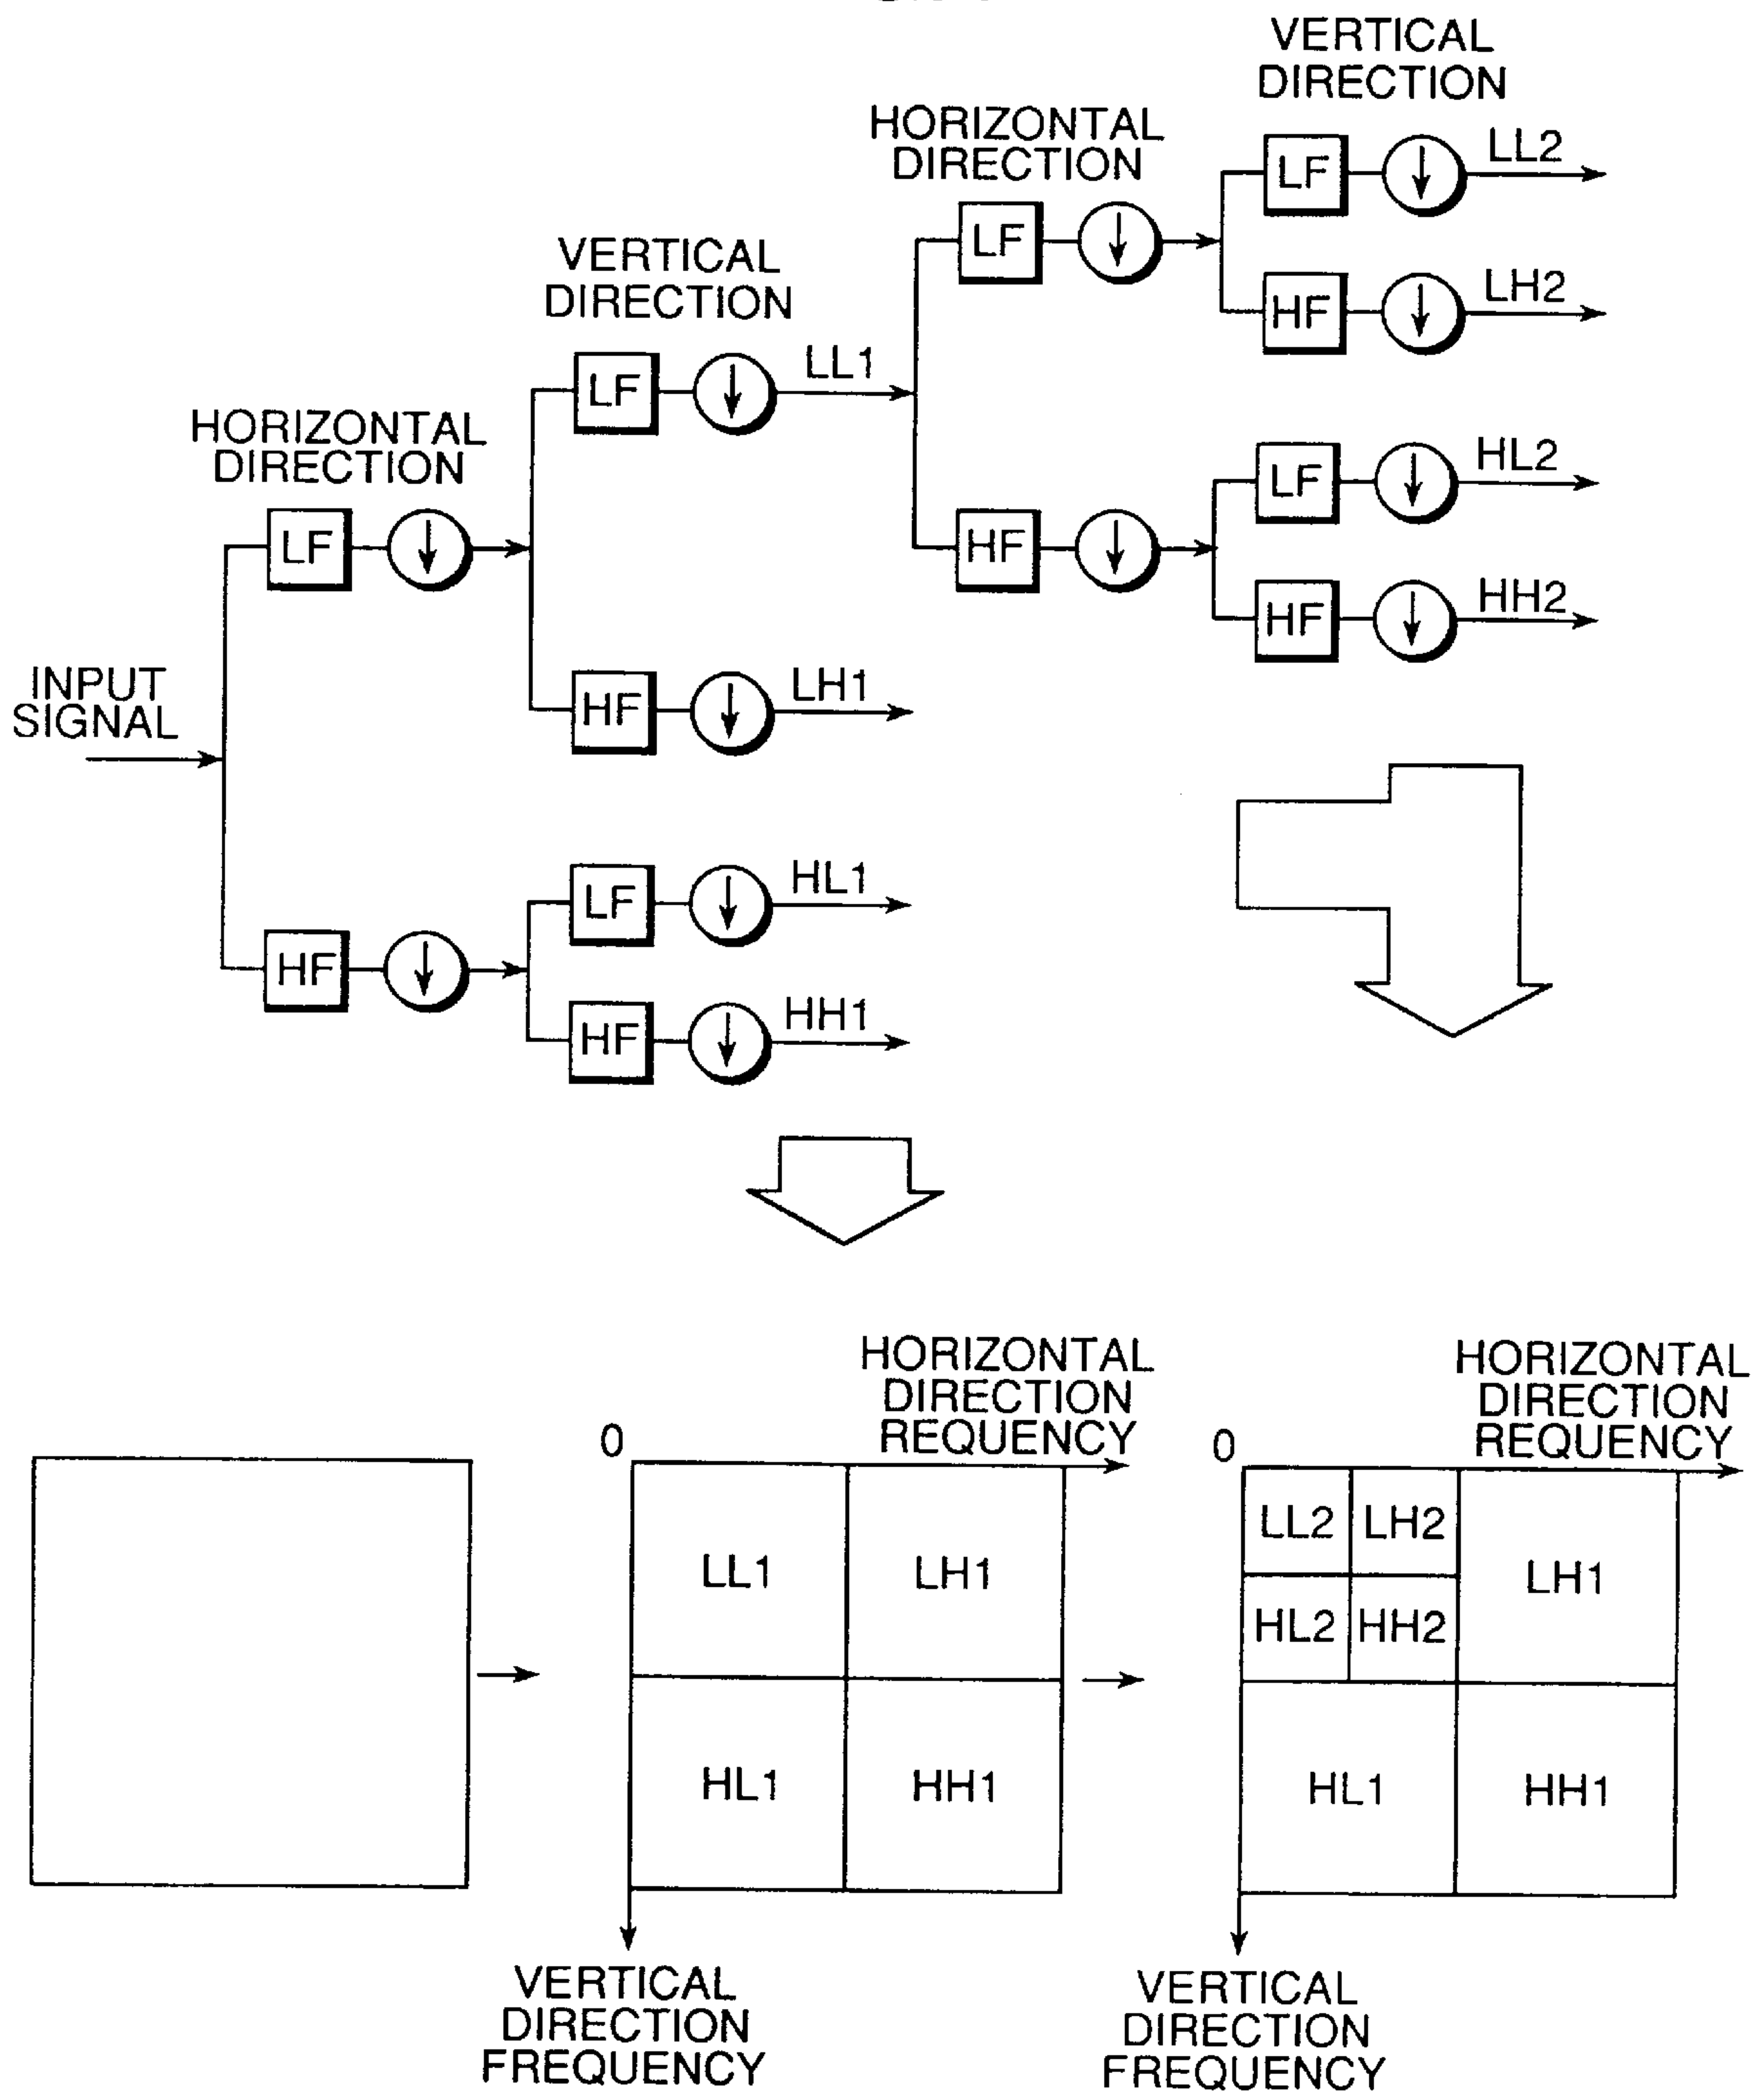 VERTICAL
DIRECTION
HORIZONTAL
DIRECTION
LF
LL2
LF
VERTICAL
DIRECTION
HF
LH2
LF
LL1
HORIZONTAL
DIRECTION
LF
HL2
LF
HF
HF
HH2
INPUT
SIGNAL
HF
LH1
LF
HL1
HF
HF
HH1
HORIZONTAL
DIRECTION
REQUENCY
HORIZONTAL
DIRECTION
REQUENCY
0
0
LL1
LH1
LL2
LH2
LH1
HL2
HH2
HL1
HH1
HL1
HH1
VERTICAL
DIRECTION
FREQUENCY
VERTICAL
DIRECTION
FREQUENCY